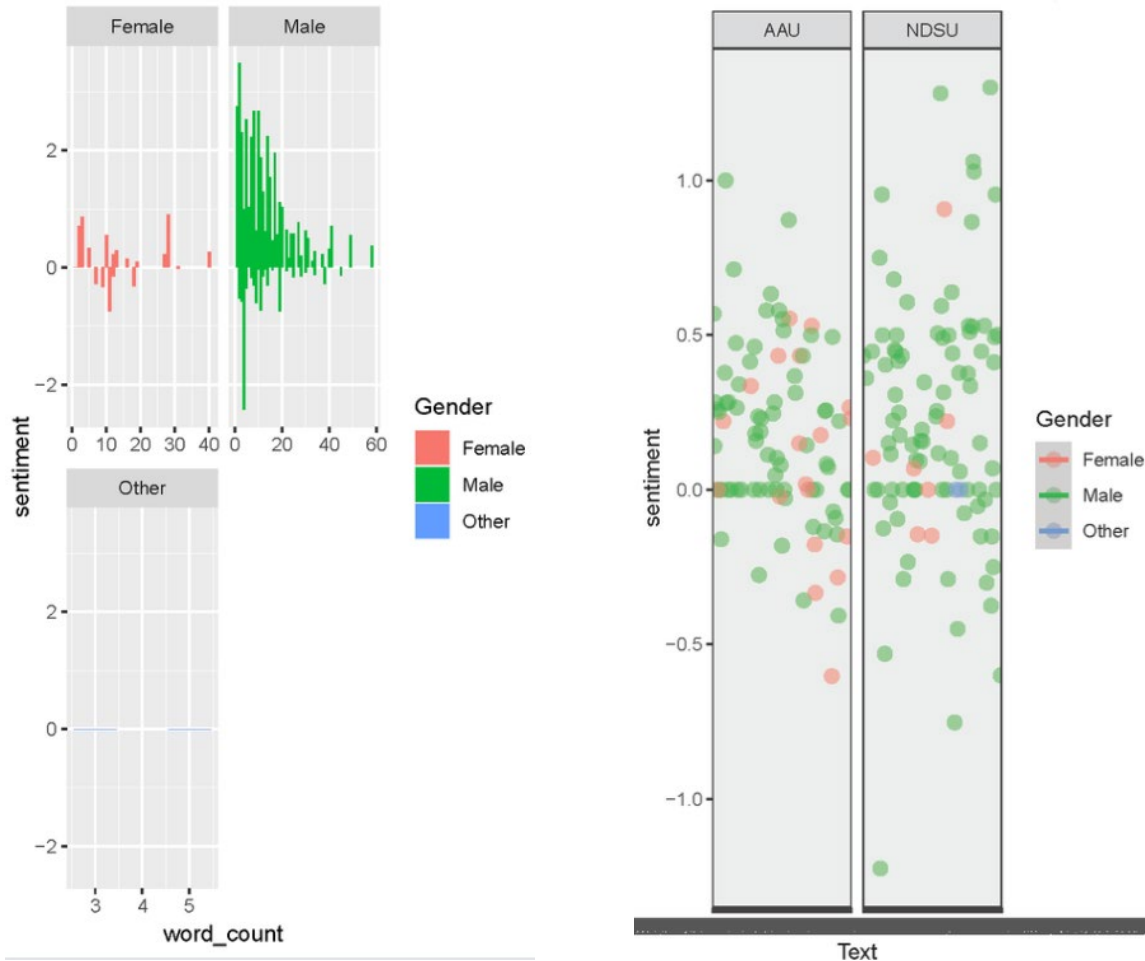 Female Male
2
0
−2
0 10 20 30 40 0 20 40 60
Other
2
0
−2
3 4 5
sentiment
word_count
Gender
Female
Male
Other
AAU NDSU
1.0
0.5
0.0
−0.5
−1.0
sentiment
Text
Gender
Female
Male
Other